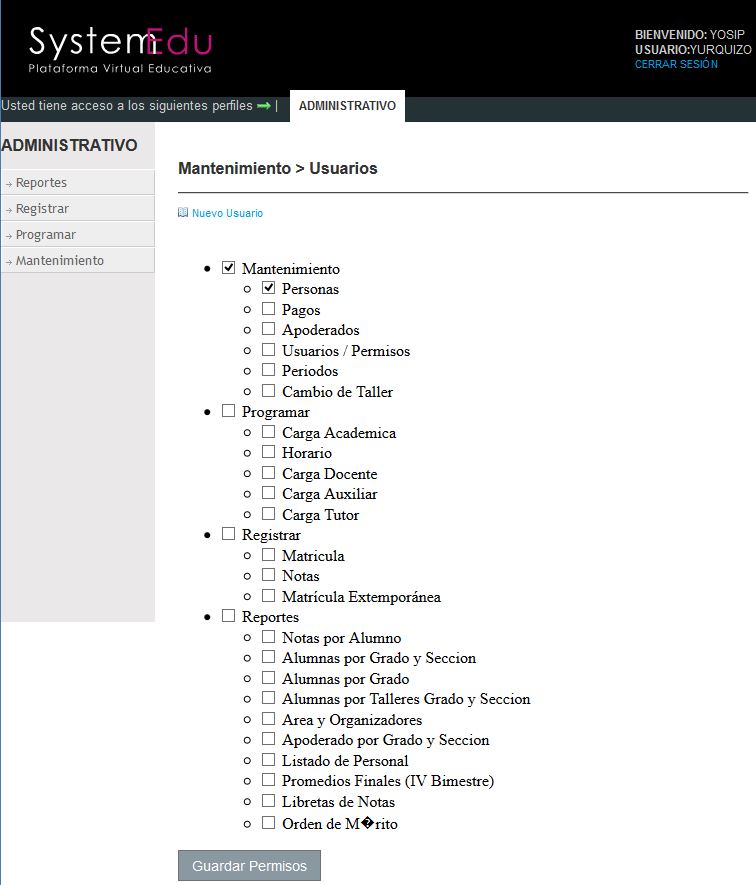 SystemEdu
Plataforma Virtual Educativa
BIENVENIDO: YOSIP
USUARIO:YURQUIZO
CERRAR SESIÓN
Usted tiene acceso a los siguientes perfiles | ADMINISTRATIVO
ADMINISTRATIVO
Reportes
Registrar
Programar
Mantenimiento
Mantenimiento > Usuarios
Nuevo Usuario
Mantenimiento
Personas
Pagos
Apoderados
Usuarios / Permisos
Periodos
Cambio de Taller
Programar
Carga Academica
Horario
Carga Docente
Carga Auxiliar
Carga Tutor
Registrar
Matricula
Notas
Matrícula Extemporánea
Reportes
Notas por Alumno
Alumnas por Grado y Seccion
Alumnas por Grado
Alumnas por Talleres Grado y Seccion
Area y Organizadores
Apoderado por Grado y Seccion
Listado de Personal
Promedios Finales (IV Bimestre)
Libretas de Notas
Orden de M�rito
Guardar Permisos